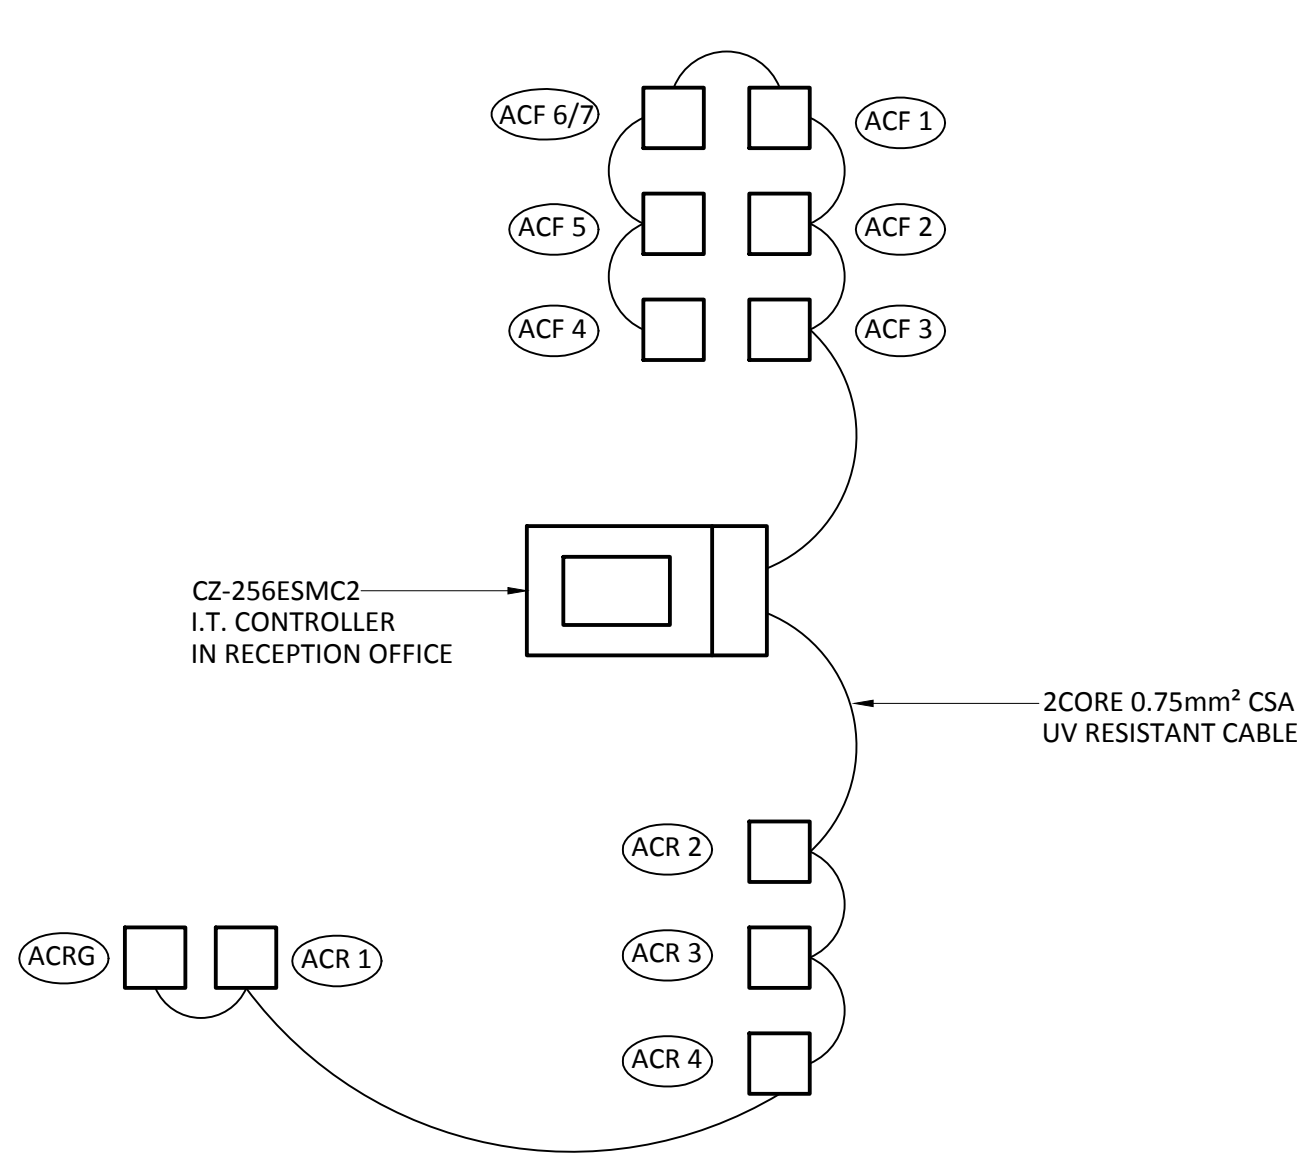 ACF 6/7
ACF 1
ACF 5
ACF 2
ACF 4
ACF 3
CZ-256ESMC2
I.T. CONTROLLER
IN RECEPTION OFFICE
2CORE 0.75mm² CSA
UV RESISTANT CABLE
ACR 2
ACRG
ACR 1
ACR 3
ACR 4